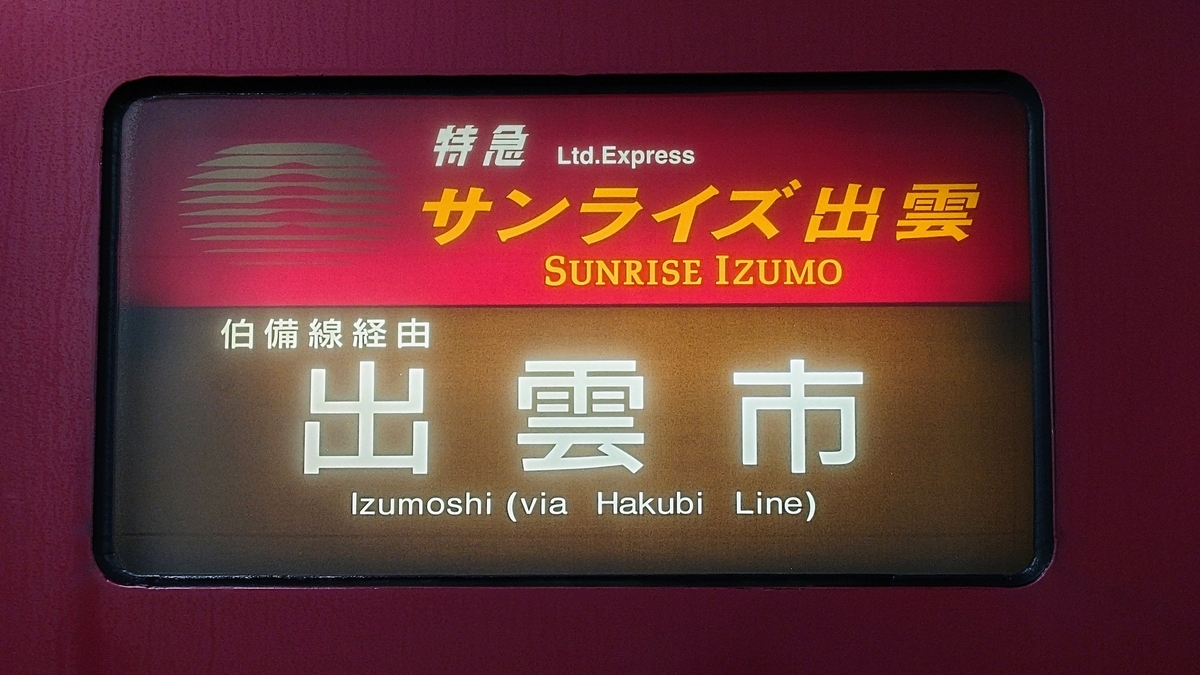 特急 Ltd.Express
サンライズ出雲
SUNRISE IZUMO
伯備線経由
出雲市
Izumoshi (via Hakubi Line)